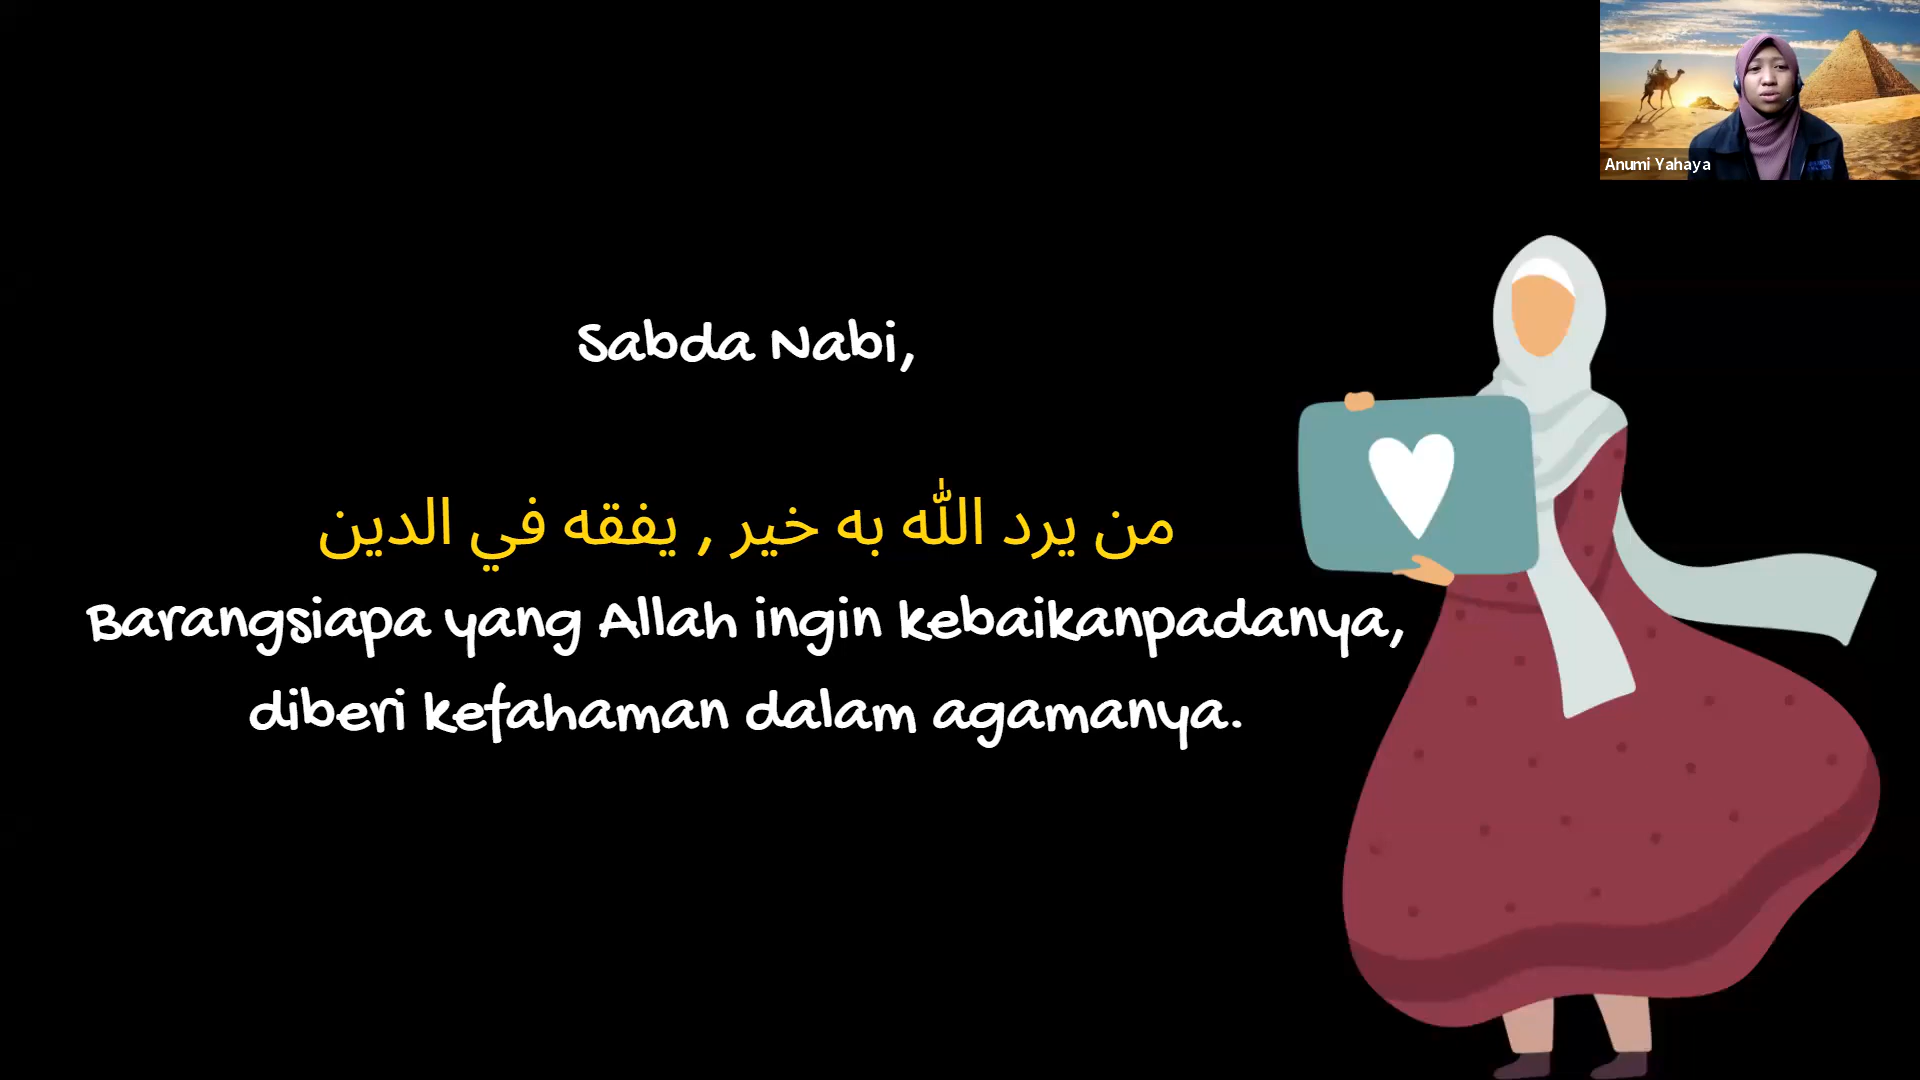 Anumi Yahaya
Sabda Nabi,
من يرد الله به خير , يفقه في الدين
Barangsiapa yang Allah ingin kebaikanpadanya,
diberi kefahaman dalam agamanya.